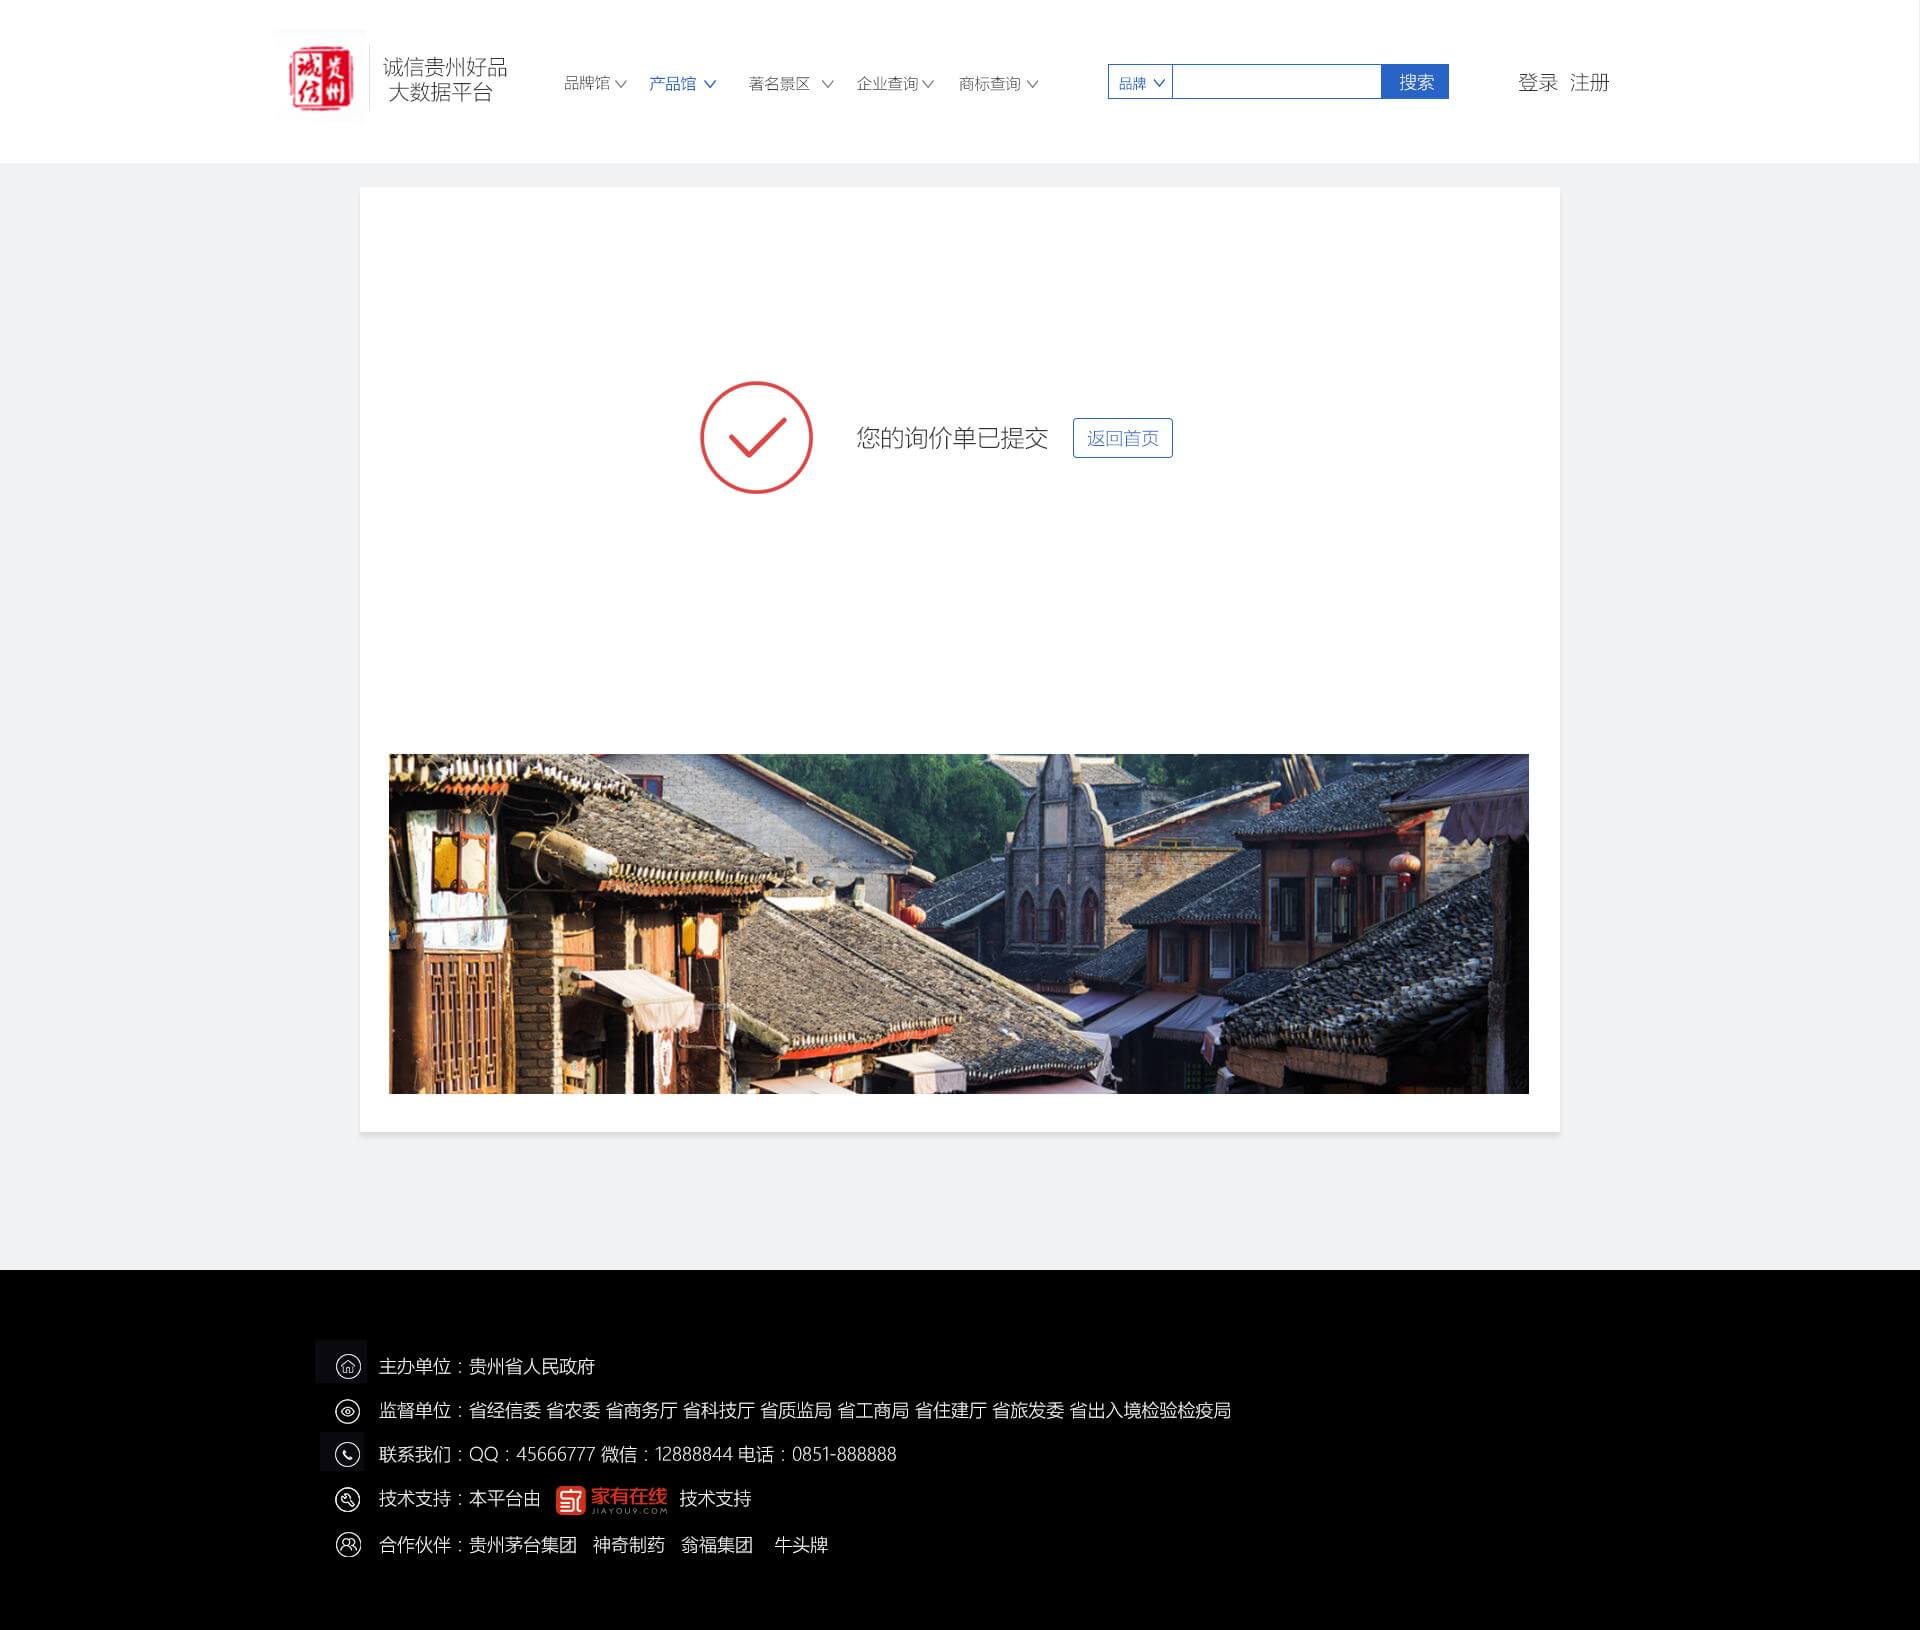 诚信贵州
诚信贵州好品
大数据平台
品牌馆 产品馆 著名景区 企业查询 商标查询 品牌 搜索 登录 注册
您的询价单已提交 返回首页
主办单位：贵州省人民政府
监督单位：省经信委 省农委 省商务厅 省科技厅 省质监局 省工商局 省住建厅 省旅发委 省出入境检验检疫局
联系我们：QQ：45666777 微信：12888844 电话：0851-888888
技术支持：本平台由 家有在线 JIAYOU9.COM 技术支持
合作伙伴：贵州茅台集团 神奇制药 翁福集团 牛头牌